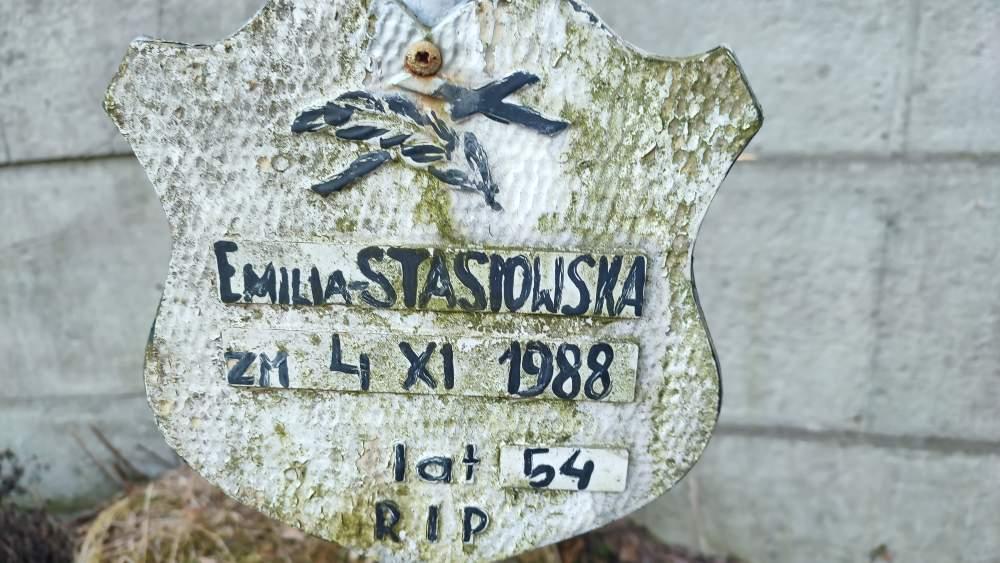 EMILIA-STASIOWSKA
ZM 4 XI 1988
lat 54
RIP